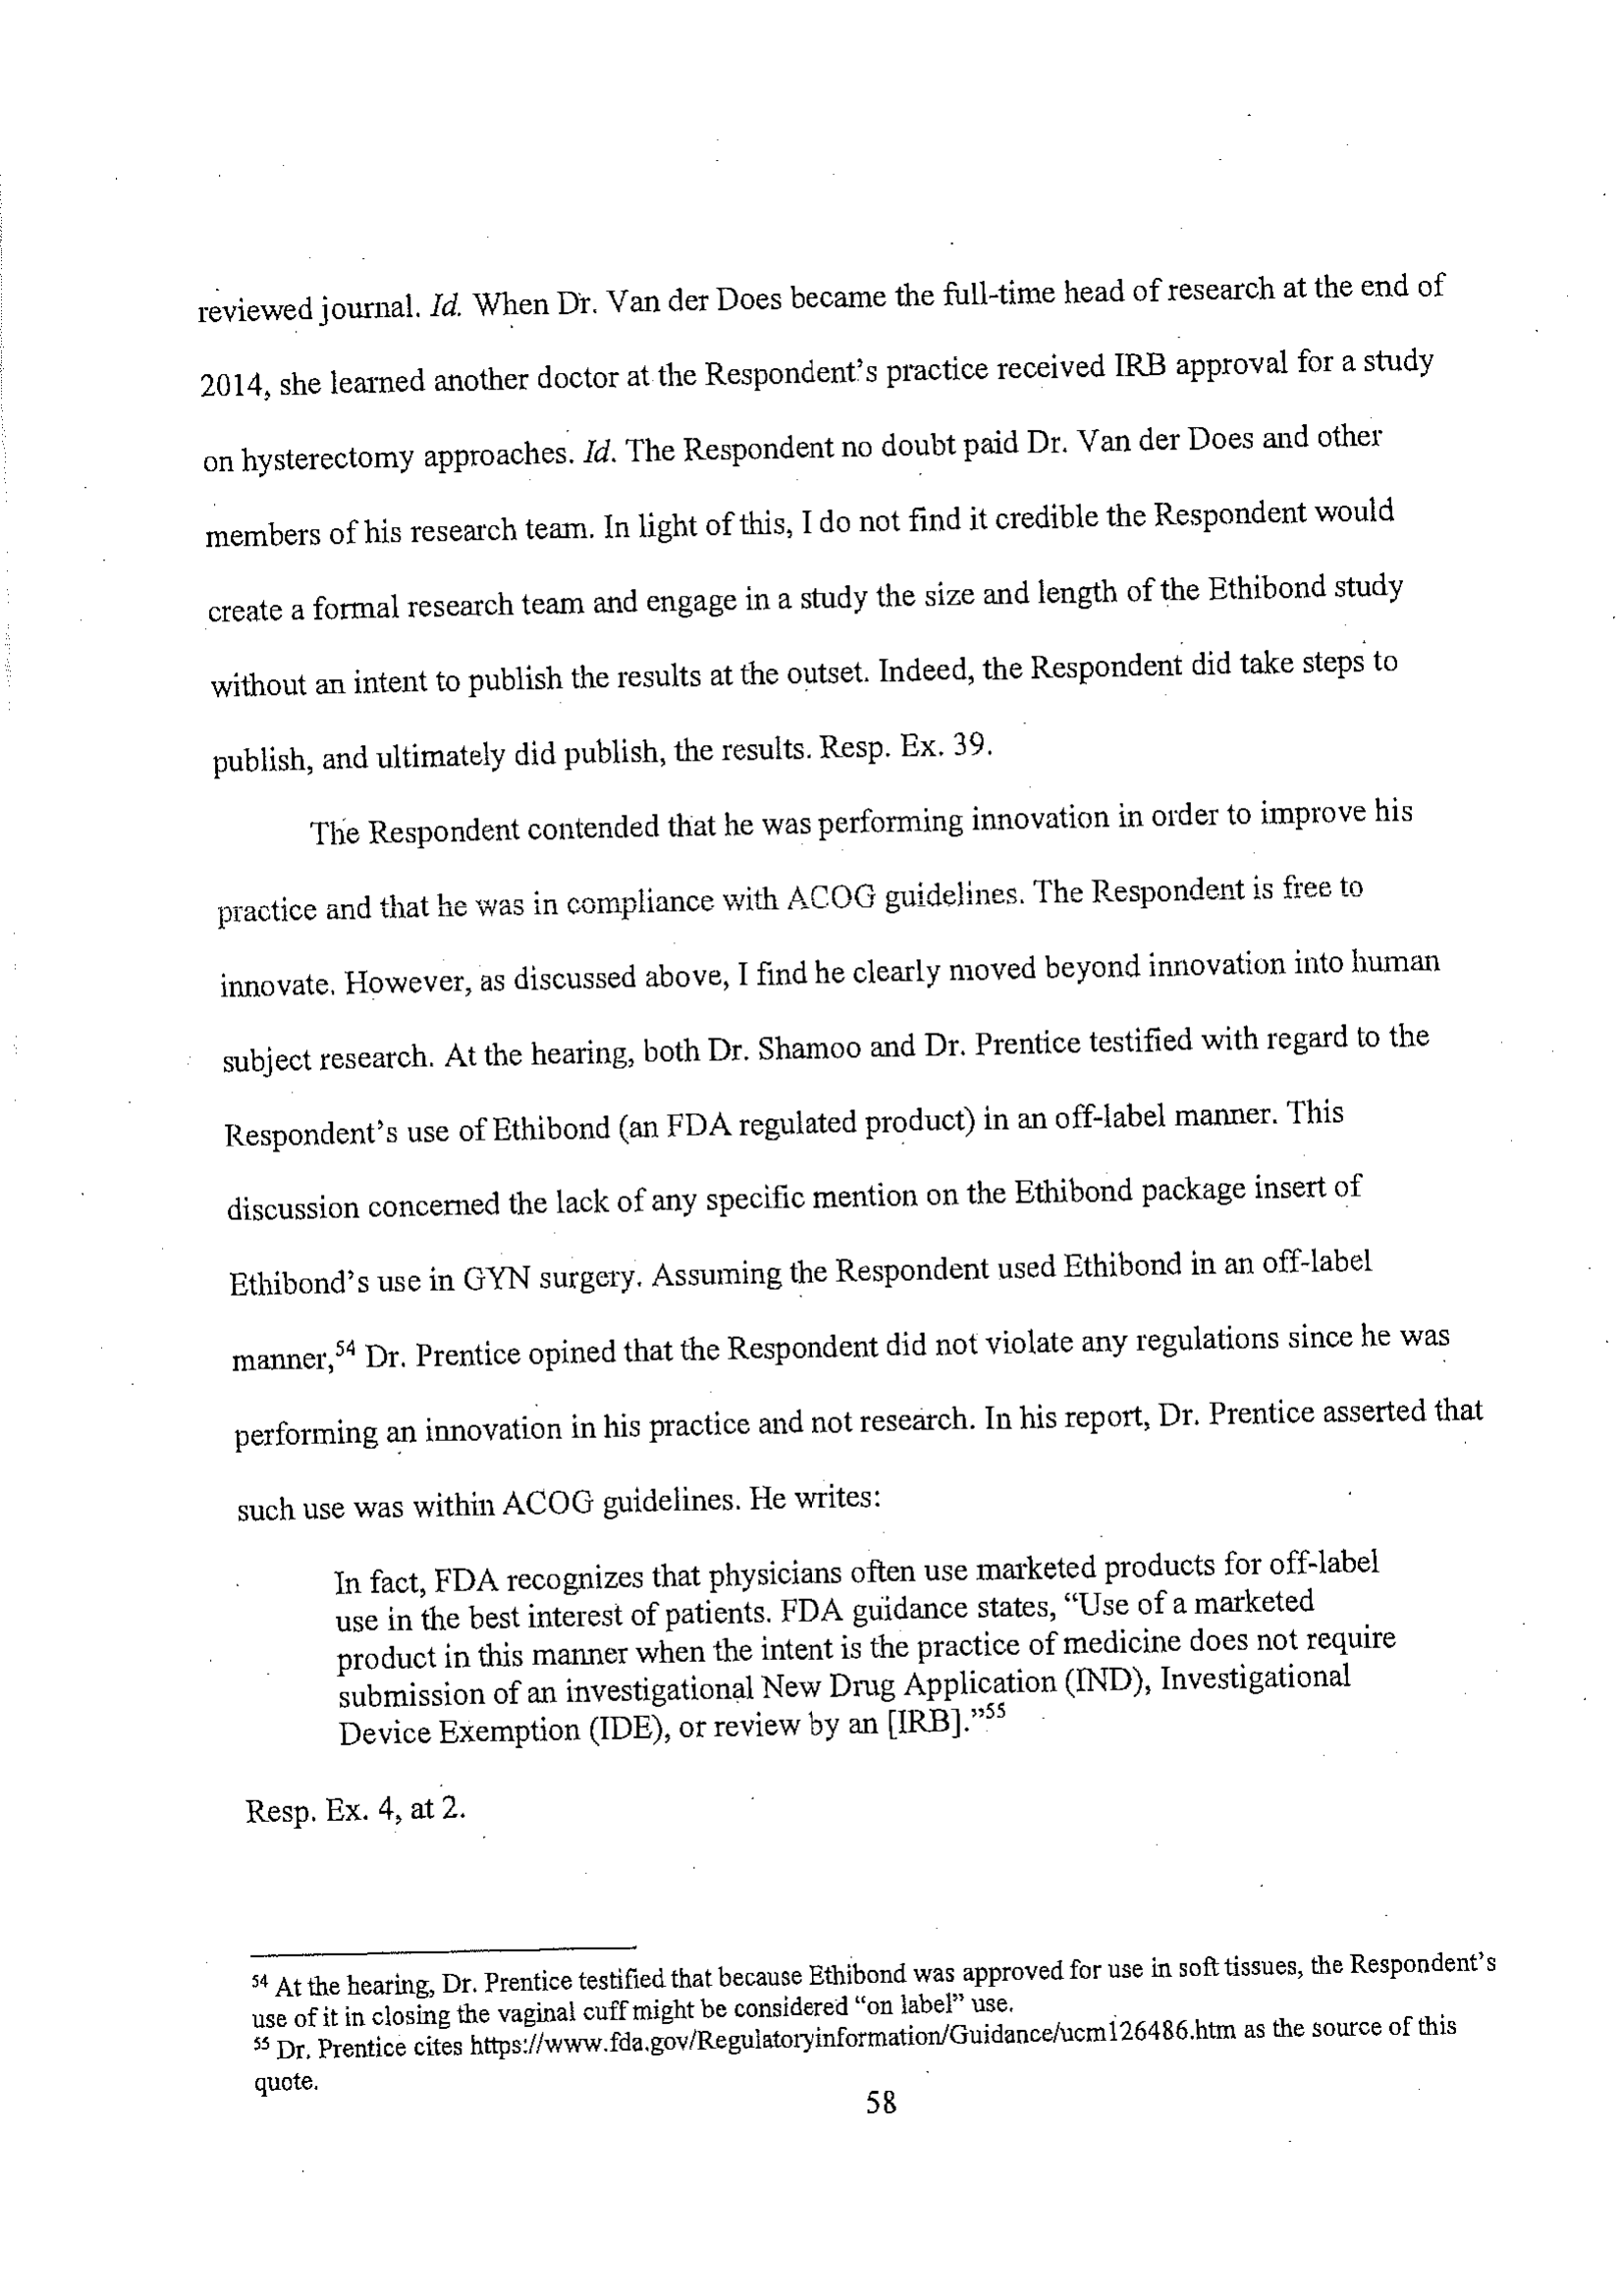 reviewed journal. Id. When Dr. Van der Does became the full-time head of research at the end of
2014, she learned another doctor at the Respondent's practice received IRB approval for a study
on hysterectomy approaches. Id. The Respondent no doubt paid Dr. Van der Does and other
members of his research team. In light of this, I do not find it credible the Respondent would
create a formal research team and engage in a study the size and length of the Ethibond study
without an intent to publish the results at the outset. Indeed, the Respondent did take steps to
publish, and ultimately did publish, the results. Resp. Ex. 39.
The Respondent contended that he was performing innovation in order to improve his
practice and that he was in compliance with ACOG guidelines. The Respondent is free to
innovate. However, as discussed above, I find he clearly moved beyond innovation into human
subject research. At the hearing, both Dr. Shamoo and Dr. Prentice testified with regard to the
Respondent's use of Ethibond (an FDA regulated product) in an off-label manner. This
discussion concerned the lack of any specific mention on the Ethibond package insert of
Ethibond's use in GYN surgery. Assuming the Respondent used Ethibond in an off-label
manner,54 Dr. Prentice opined that the Respondent did not violate any regulations since he was
performing an innovation in his practice and not research. In his report, Dr. Prentice asserted that
such use was within ACOG guidelines. He writes:
In fact, FDA recognizes that physicians often use marketed products for off-label
use in the best interest of patients. FDA guidance states, “Use of a marketed
product in this manner when the intent is the practice of medicine does not require
submission of an investigational New Drug Application (IND), Investigational
Device Exemption (IDE), or review by an [IRB].”55
Resp. Ex. 4, at 2.
54 At the hearing, Dr. Prentice testified that because Ethibond was approved for use in soft tissues, the Respondent's
use of it in closing the vaginal cuff might be considered “on label” use.
55 Dr. Prentice cites https://www.fda.gov/Regulatoryinformation/Guidance/ucm126486.htm as the source of this
quote.
58